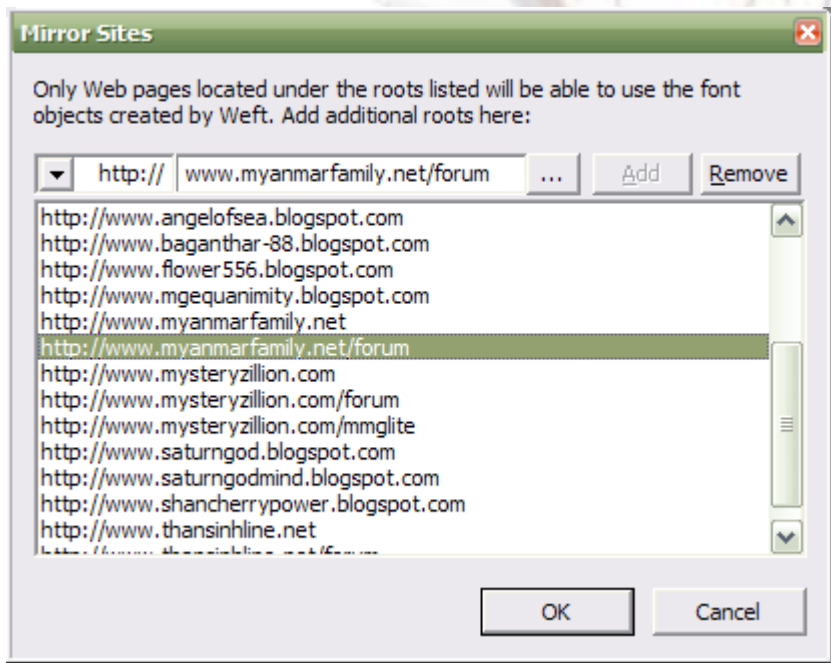 Mirror Sites
Only Web pages located under the roots listed will be able to use the font
objects created by Weft. Add additional roots here:
http:// www.myanmarfamily.net/forum ... Add Remove
http://www.angelofsea.blogspot.com
http://www.baganthar-88.blogspot.com
http://www.flower556.blogspot.com
http://www.mgequanimity.blogspot.com
http://www.myanmarfamily.net
http://www.myanmarfamily.net/forum
http://www.mysteryzillion.com
http://www.mysteryzillion.com/forum
http://www.mysteryzillion.com/mmglite
http://www.saturngod.blogspot.com
http://www.saturngodmind.blogspot.com
http://www.shancherrypower.blogspot.com
http://www.thansinhline.net
http://www.thansinhline.net/forum
OK Cancel